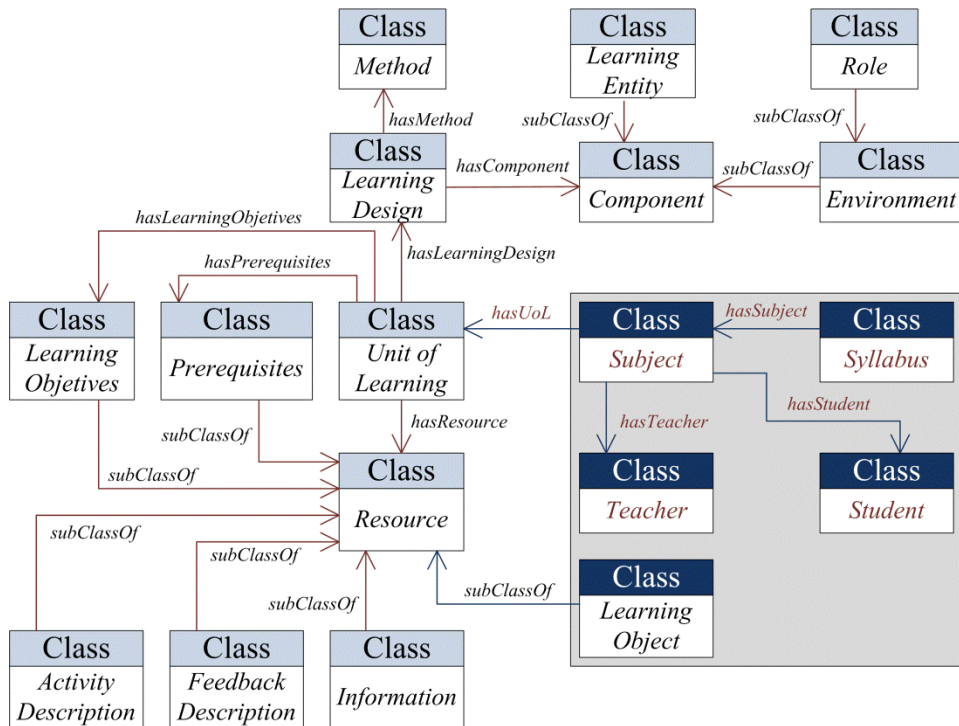 Class
Method
Class
Learning
Entity
Class
Role
hasMethod
subClassOf
subClassOf
Class
Learning
Design
hasComponent
Class
Component
subClassOf
Class
Environment
hasLearningObjetives
hasPrerequisites
hasLearningDesign
Class
Learning
Objetives
Class
Prerequisites
Class
Unit of
Learning
hasUoL
Class
Subject
hasSubject
Class
Syllabus
hasTeacher
hasStudent
subClassOf
hasResource
subClassOf
Class
Resource
Class
Teacher
Class
Student
subClassOf
subClassOf
subClassOf
subClassOf
Class
Learning
Object
Class
Activity
Description
Class
Feedback
Description
Class
Information